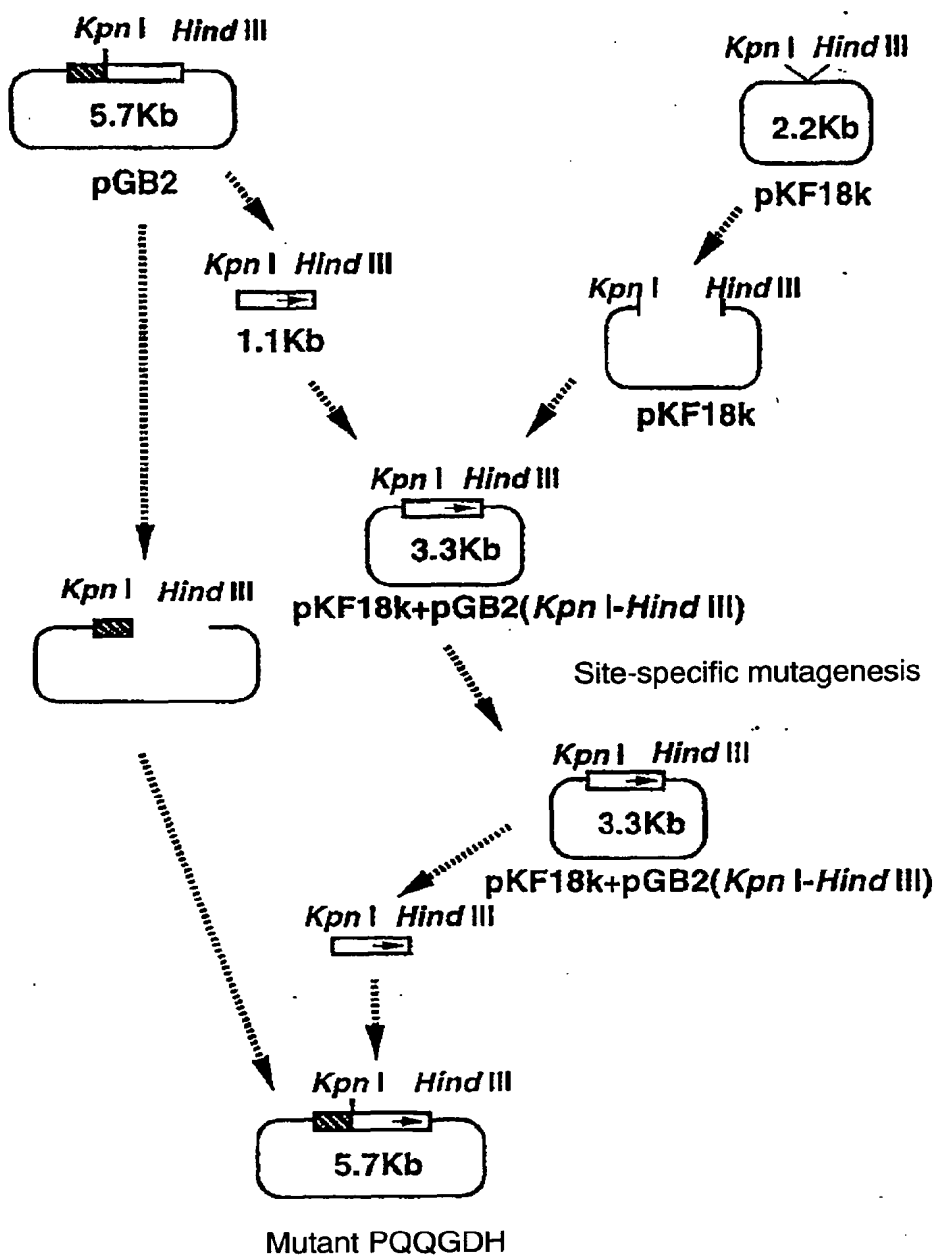 Kpn I Hind III
5.7Kb
pGB2
Kpn I Hind III
2.2Kb
pKF18k
Kpn I Hind III
1.1Kb
Kpn I Hind III
pKF18k
Kpn I Hind III
3.3Kb
pKF18k+pGB2(Kpn I-Hind III)
Kpn I Hind III
Site-specific mutagenesis
Kpn I Hind III
3.3Kb
pKF18k+pGB2(Kpn I-Hind III)
Kpn I Hind III
Kpn I Hind III
5.7Kb
Mutant PQQGDH